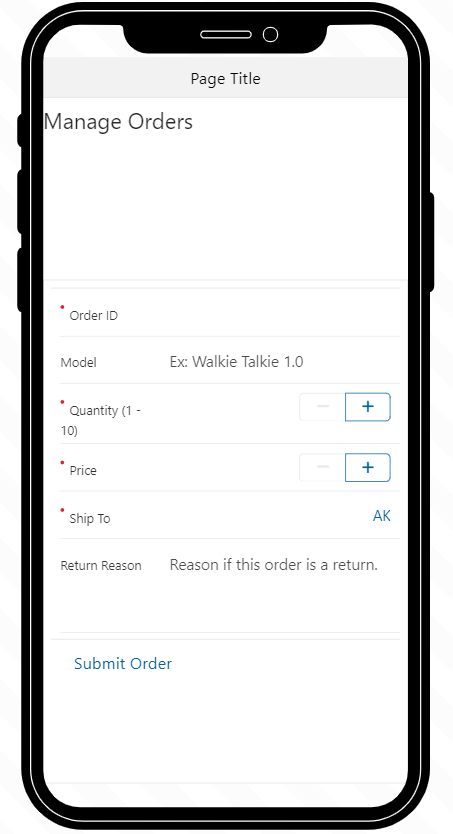 Page Title
Manage Orders
Order ID
Model Ex: Walkie Talkie 1.0
Quantity (1 -
10)
− +
Price − +
Ship To AK
Return Reason Reason if this order is a return.
Submit Order